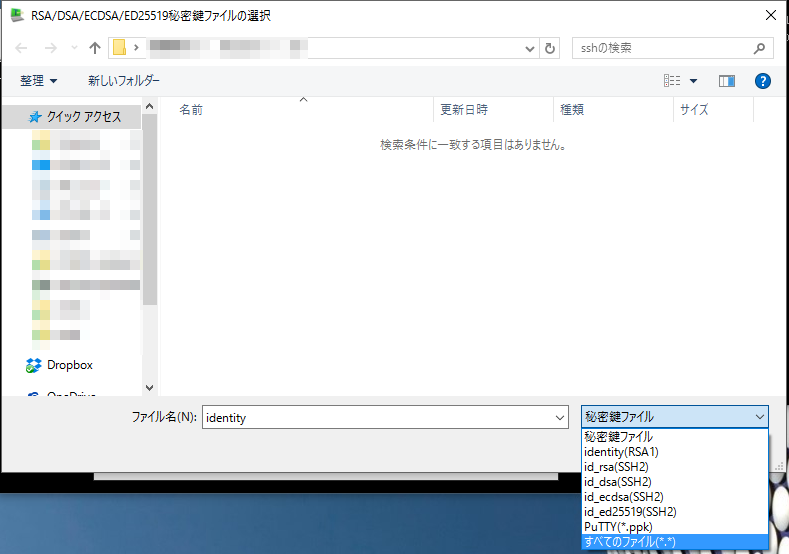 RSA/DSA/ECDSA/ED25519秘密鍵ファイルの選択
sshの検索
整理
新しいフォルダー
クイック アクセス
名前
更新日時
種類
サイズ
検索条件に一致する項目はありません。
Dropbox
OneDrive
ファイル名(N):
identity
秘密鍵ファイル
秘密鍵ファイル
identity(RSA1)
id_rsa(SSH2)
id_dsa(SSH2)
id_ecdsa(SSH2)
id_ed25519(SSH2)
PuTTY(*.ppk)
すべてのファイル(*.*)